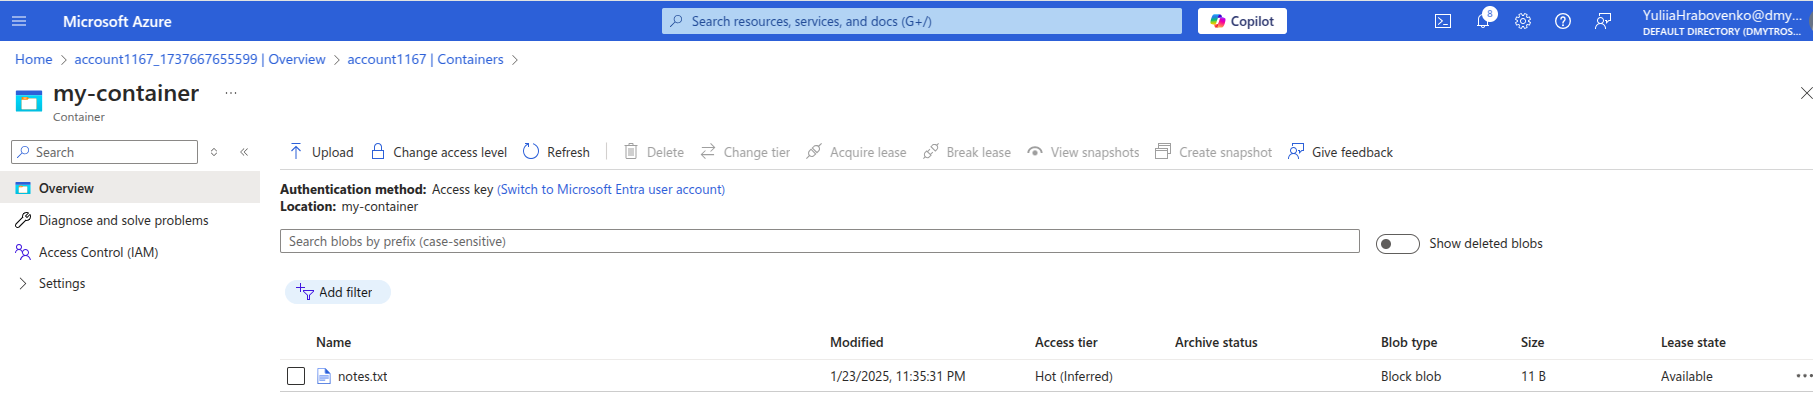 Microsoft Azure
Search resources, services, and docs (G+/)
Copilot
8
YuliiaHrabovenko@dmy...
DEFAULT DIRECTORY (DMYTROS...
Home > account1167_1737667655599 | Overview > account1167 | Containers >
my-container ...
Container
Search
Upload Change access level Refresh Delete Change tier Acquire lease Break lease View snapshots Create snapshot Give feedback
Overview
Diagnose and solve problems
Access Control (IAM)
Settings
Authentication method: Access key (Switch to Microsoft Entra user account)
Location: my-container
Search blobs by prefix (case-sensitive)
Show deleted blobs
Add filter
Name Modified Access tier Archive status Blob type Size Lease state
notes.txt 1/23/2025, 11:35:31 PM Hot (Inferred) Block blob 11 B Available ...